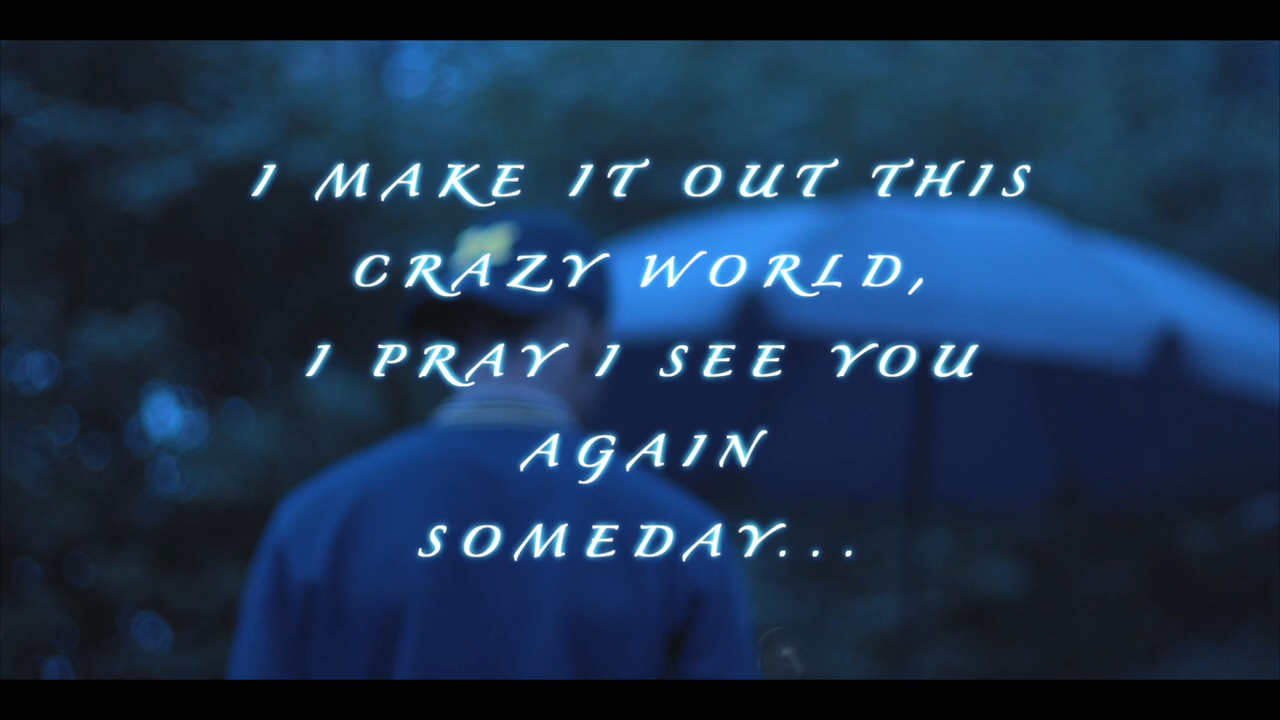 I MAKE IT OUT THIS
CRAZY WORLD,
I PRAY I SEE YOU
AGAIN
SOMEDAY...